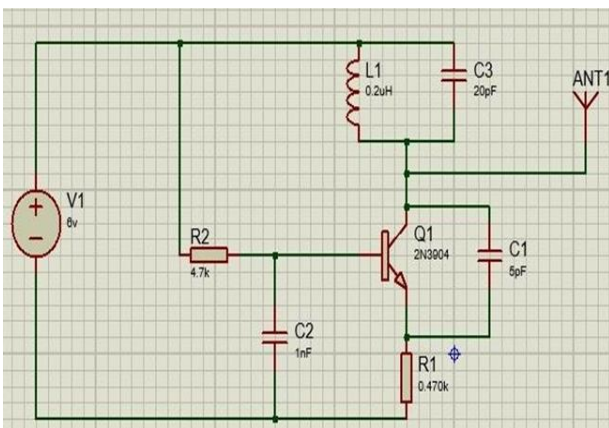 L1
0.2uH
C3
20pF
ANT1
V1
6v
R2
4.7k
Q1
2N3904
C1
5pF
C2
1nF
R1
0.470k